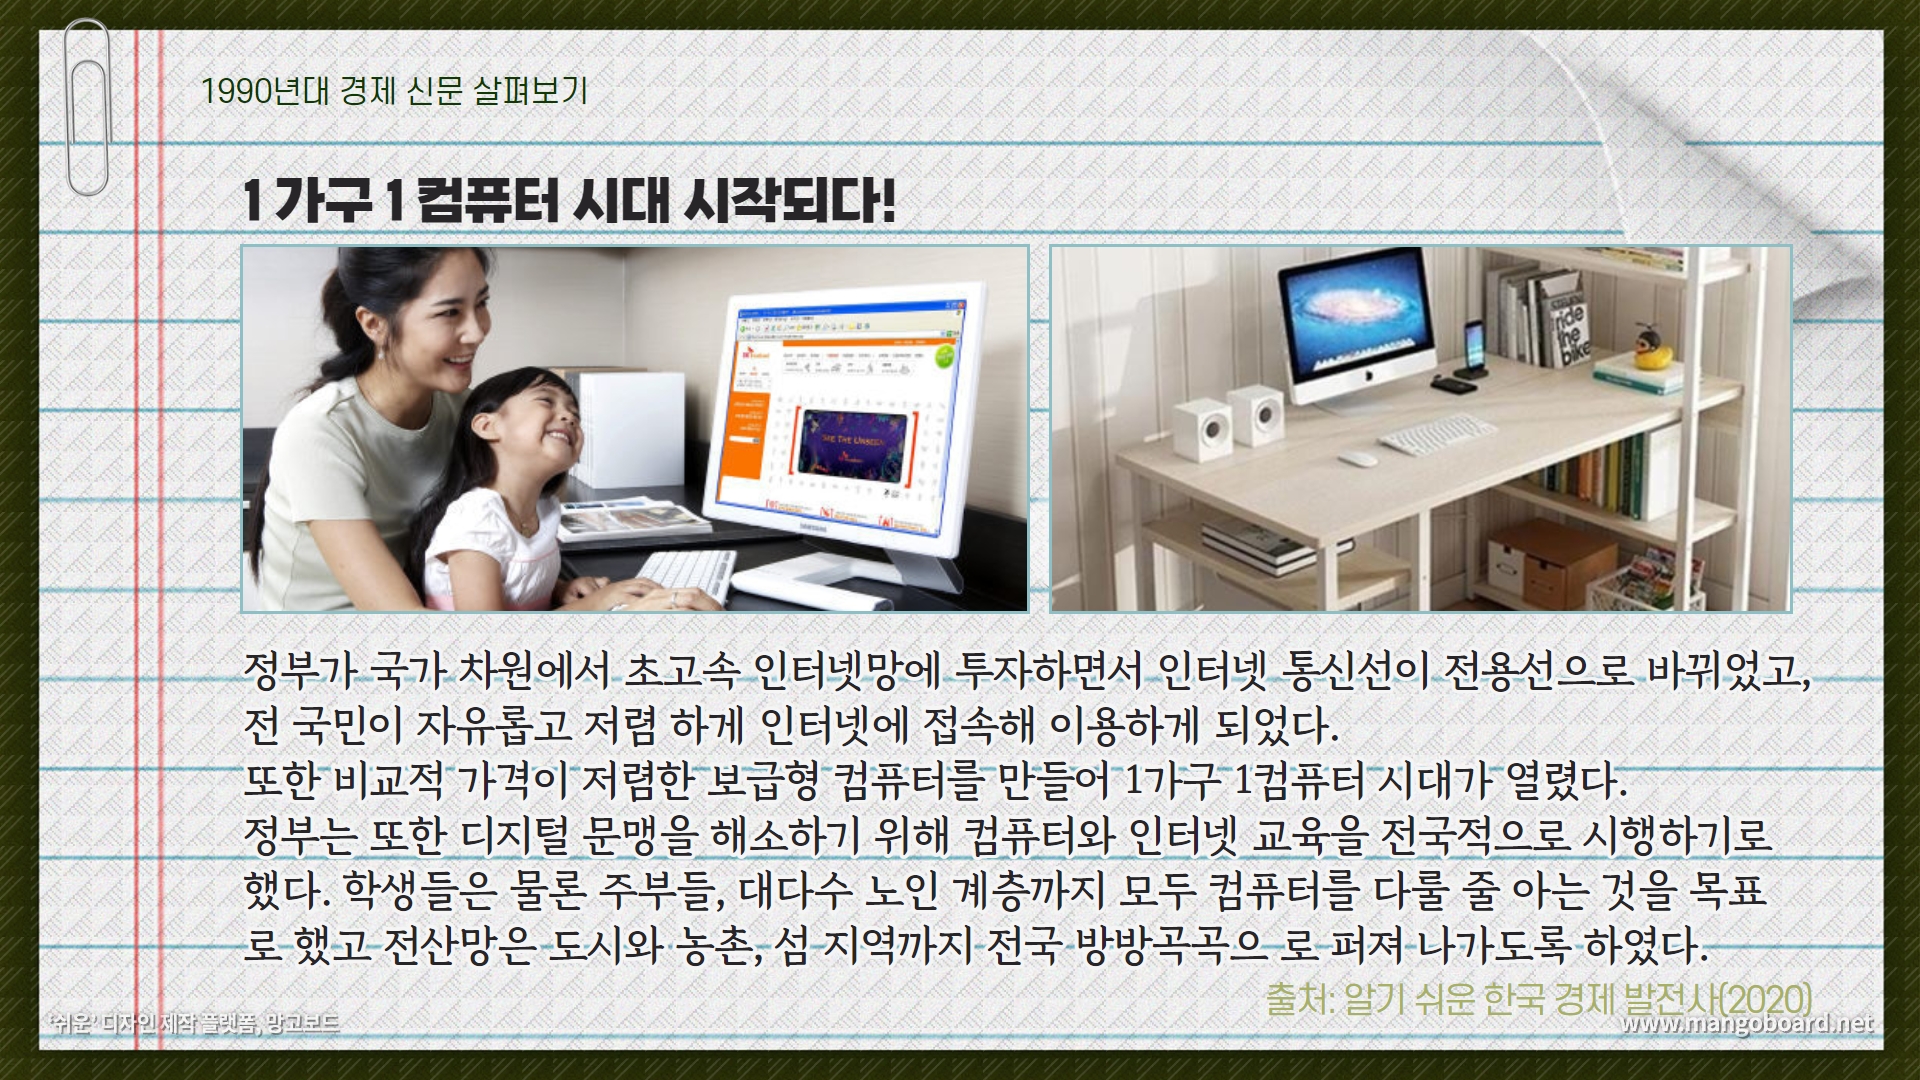 1990년대 경제 신문 살펴보기
1 가구 1 컴퓨터 시대 시작되다!
SEE THE UNSEEN
SAMSUNG
STEVENS
ride
the
bike
정부가 국가 차원에서 초고속 인터넷망에 투자하면서 인터넷 통신선이 전용선으로 바뀌었고,
전 국민이 자유롭고 저렴 하게 인터넷에 접속해 이용하게 되었다.
또한 비교적 가격이 저렴한 보급형 컴퓨터를 만들어 1가구 1컴퓨터 시대가 열렸다.
정부는 또한 디지털 문맹을 해소하기 위해 컴퓨터와 인터넷 교육을 전국적으로 시행하기로
했다. 학생들은 물론 주부들, 대다수 노인 계층까지 모두 컴퓨터를 다룰 줄 아는 것을 목표
로 했고 전산망은 도시와 농촌, 섬 지역까지 전국 방방곡곡으 로 퍼져 나가도록 하였다.
출처: 알기 쉬운 한국 경제 발전사(2020)
'쉬운' 디자인 제작 플랫폼, 망고보드
www.mangoboard.net